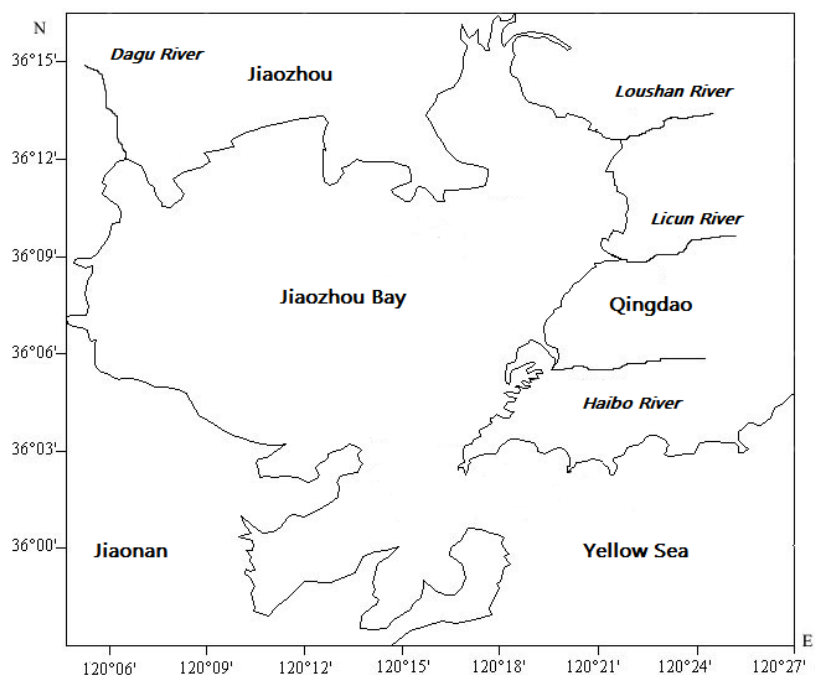 N
36°15'
Dagu River
Jiaozhou
Loushan River
36°12'
Licun River
36°09'
Jiaozhou Bay
Qingdao
36°06'
Haibo River
36°03'
36°00'
Jiaonan
Yellow Sea
E
120°06' 120°09' 120°12' 120°15' 120°18' 120°21' 120°24' 120°27'